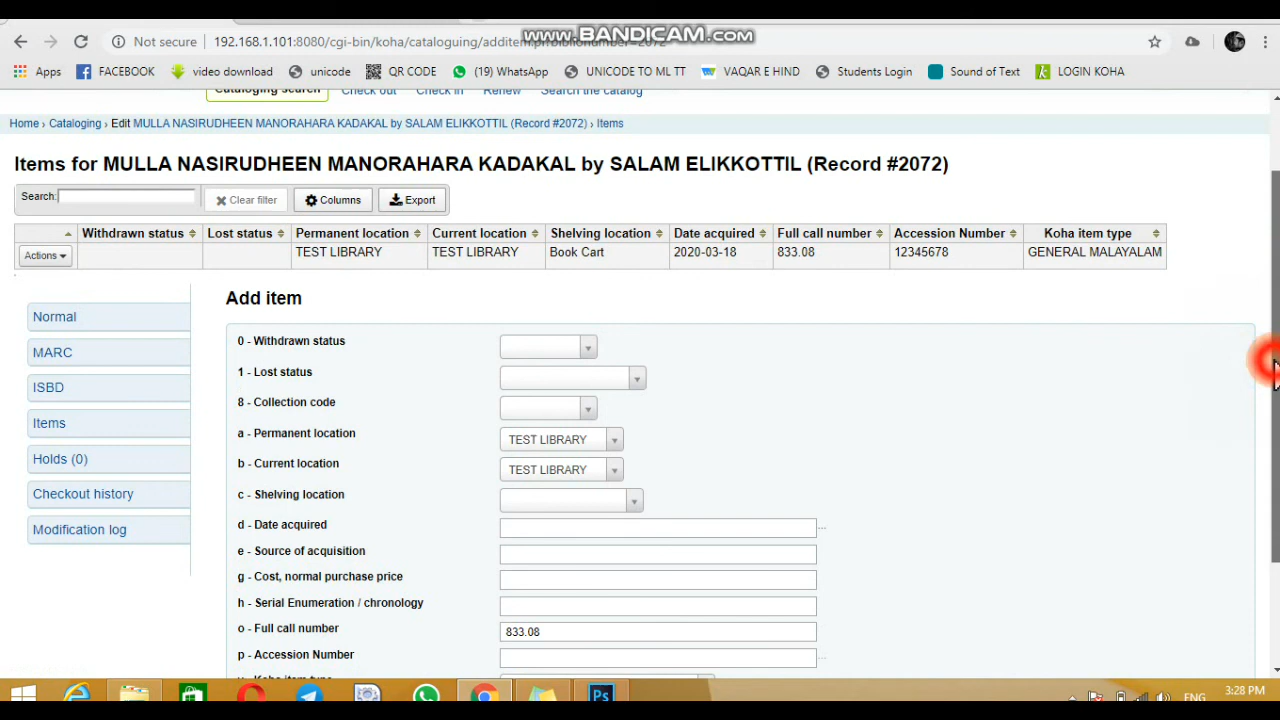 www.BANDICAM.com
Not secure 192.168.1.101:8080/cgi-bin/koha/cataloguing/additem.pl?biblionumber=2072
Apps FACEBOOK video download unicode QR CODE (19) WhatsApp UNICODE TO ML TT VAQAR E HIND Students Login Sound of Text LOGIN KOHA
Cataloging search Check out Check in Renew Search the catalog
Home › Cataloging › Edit MULLA NASIRUDHEEN MANORAHARA KADAKAL by SALAM ELIKKOTTIL (Record #2072) › Items
Items for MULLA NASIRUDHEEN MANORAHARA KADAKAL by SALAM ELIKKOTTIL (Record #2072)
Search: Clear filter Columns Export
Withdrawn status Lost status Permanent location Current location Shelving location Date acquired Full call number Accession Number Koha item type
Actions TEST LIBRARY TEST LIBRARY Book Cart 2020-03-18 833.08 12345678 GENERAL MALAYALAM
Normal
MARC
ISBD
Items
Holds (0)
Checkout history
Modification log
Add item
0 - Withdrawn status
1 - Lost status
8 - Collection code
a - Permanent location TEST LIBRARY
b - Current location TEST LIBRARY
c - Shelving location
d - Date acquired ...
e - Source of acquisition
g - Cost, normal purchase price
h - Serial Enumeration / chronology
o - Full call number 833.08
p - Accession Number ...
Ps
ENG
3:28 PM